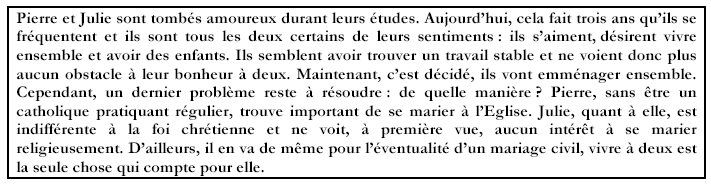 Pierre et Julie sont tombés amoureux durant leurs études. Aujourd'hui, cela fait trois ans qu'ils se
fréquentent et ils sont tous les deux certains de leurs sentiments : ils s'aiment, désirent vivre
ensemble et avoir des enfants. Ils semblent avoir trouver un travail stable et ne voient donc plus
aucun obstacle à leur bonheur à deux. Maintenant, c'est décidé, ils vont emménager ensemble.
Cependant, un dernier problème reste à résoudre : de quelle manière ? Pierre, sans être un
catholique pratiquant régulier, trouve important de se marier à l'Eglise. Julie, quant à elle, est
indifférente à la foi chrétienne et ne voit, à première vue, aucun intérêt à se marier
religieusement. D'ailleurs, il en va de même pour l'éventualité d'un mariage civil, vivre à deux est
la seule chose qui compte pour elle.